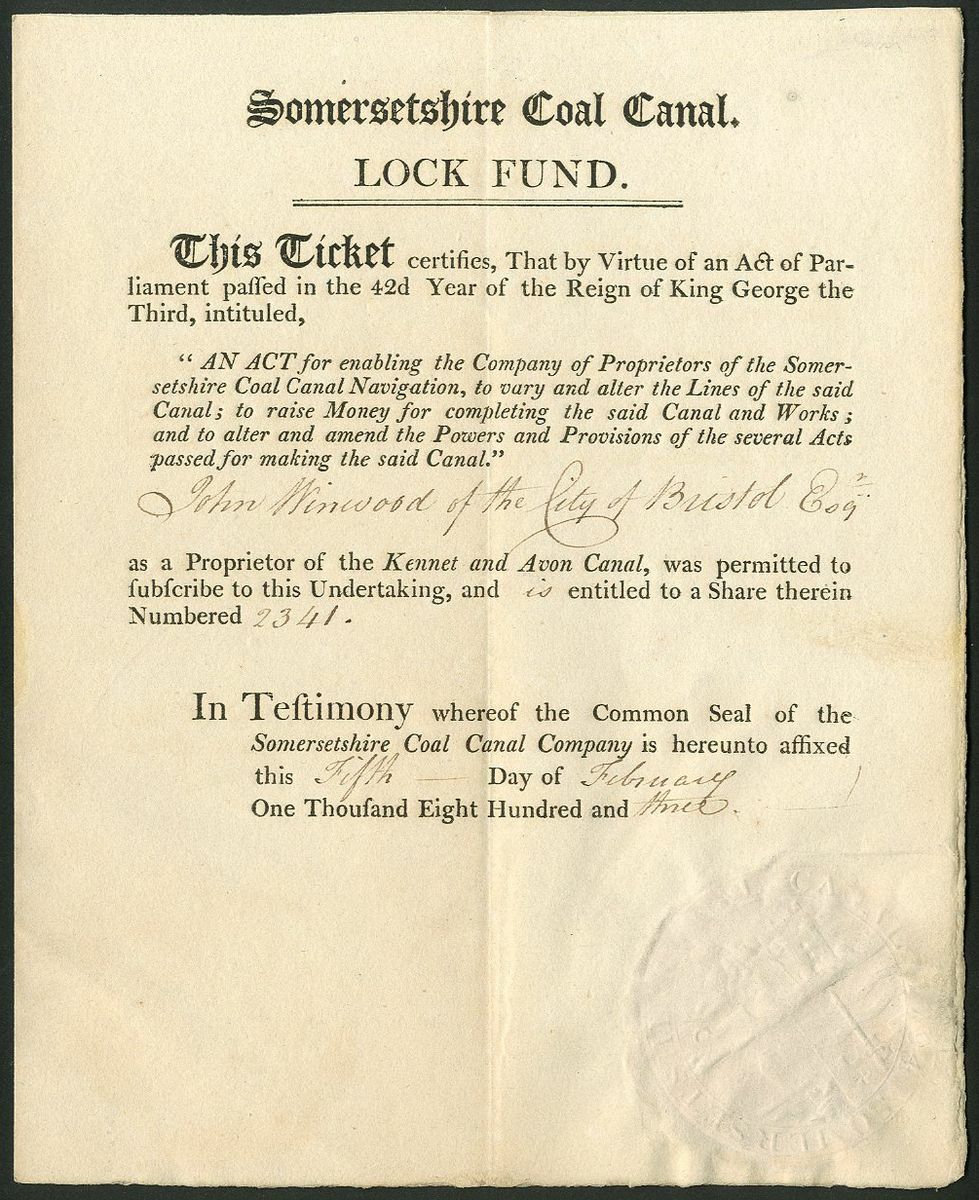 Somersetshire Coal Canal.
LOCK FUND.
This Ticket certifies, That by Virtue of an Act of Par-
liament paſſed in the 42d Year of the Reign of King George the
Third, intituled,
“ AN ACT for enabling the Company of Proprietors of the Somer-
setshire Coal Canal Navigation, to vary and alter the Lines of the said
Canal; to raise Money for completing the said Canal and Works;
and to alter and amend the Powers and Provisions of the several Acts
passed for making the said Canal.”
John Winwood of the City of Bristol Esqr
as a Proprietor of the Kennet and Avon Canal, was permitted to
ſubſcribe to this Undertaking, and is entitled to a Share therein
Numbered 2341.
In Teſtimony whereof the Common Seal of the
Somersetshire Coal Canal Company is hereunto affixed
this Fifth — Day of February
One Thouſand Eight Hundred and three.